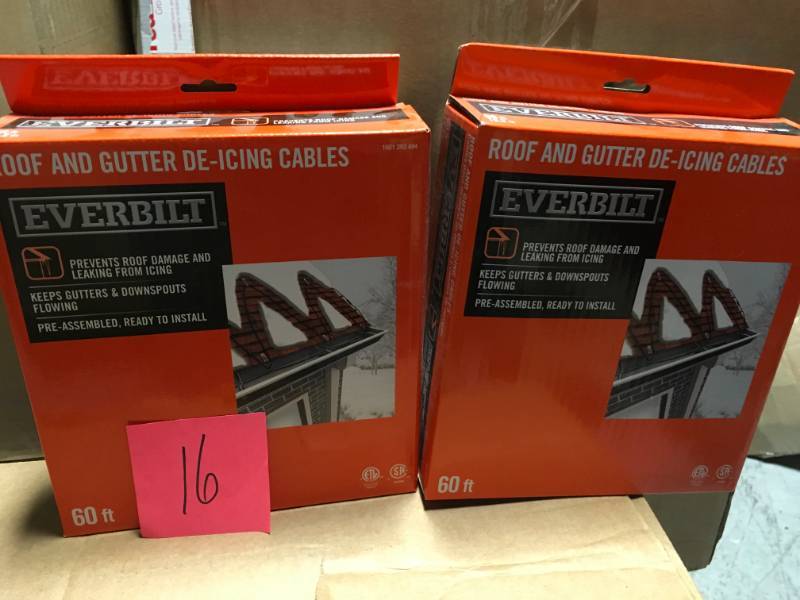 EVERBILT
ROOF AND GUTTER DE-ICING CABLES
EVERBILT
PREVENTS ROOF DAMAGE AND
LEAKING FROM ICING
KEEPS GUTTERS & DOWNSPOUTS
FLOWING
PRE-ASSEMBLED, READY TO INSTALL
60 ft
16
EVERBILT
ROOF AND GUTTER DE-ICING CABLES
EVERBILT
PREVENTS ROOF DAMAGE AND
LEAKING FROM ICING
KEEPS GUTTERS & DOWNSPOUTS
FLOWING
PRE-ASSEMBLED, READY TO INSTALL
60 ft